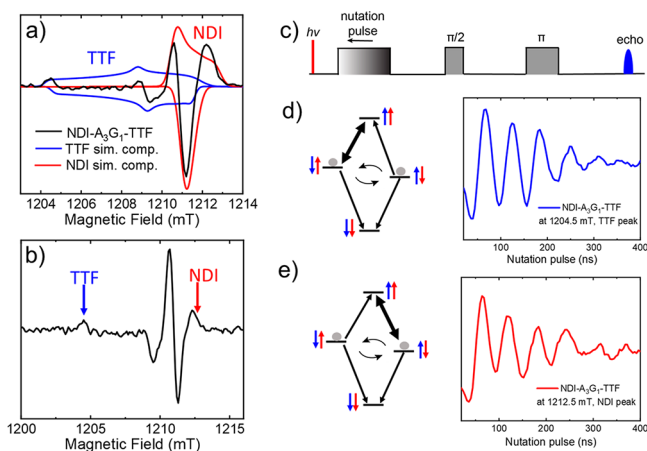 a)
TTF
NDI
NDI-A₃G₁-TTF
TTF sim. comp.
NDI sim. comp.
1204 1206 1208 1210 1212 1214
Magnetic Field (mT)
b)
TTF
NDI
1200 1205 1210 1215
Magnetic Field (mT)
c)
hν
nutation
pulse
π/2
π
echo
d)
NDI-A₃G₁-TTF
at 1204.5 mT, TTF peak
100 200 300 400
Nutation pulse (ns)
e)
NDI-A₃G₁-TTF
at 1212.5 mT, NDI peak
100 200 300 400
Nutation pulse (ns)